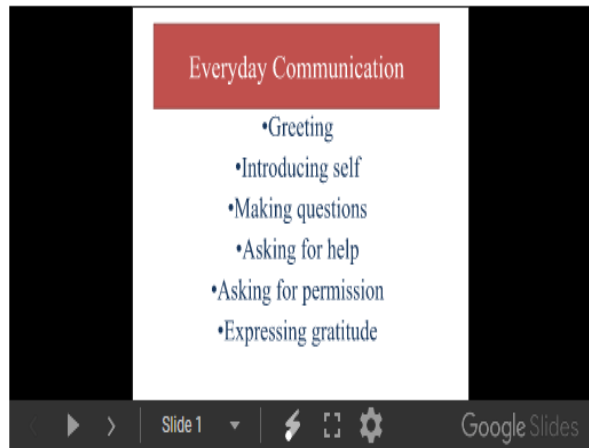 Everyday Communication
•Greeting
•Introducing self
•Making questions
•Asking for help
•Asking for permission
•Expressing gratitude
Slide 1
Google Slides